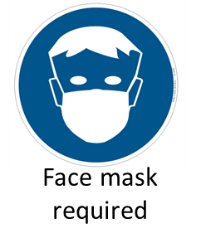 Face mask
required